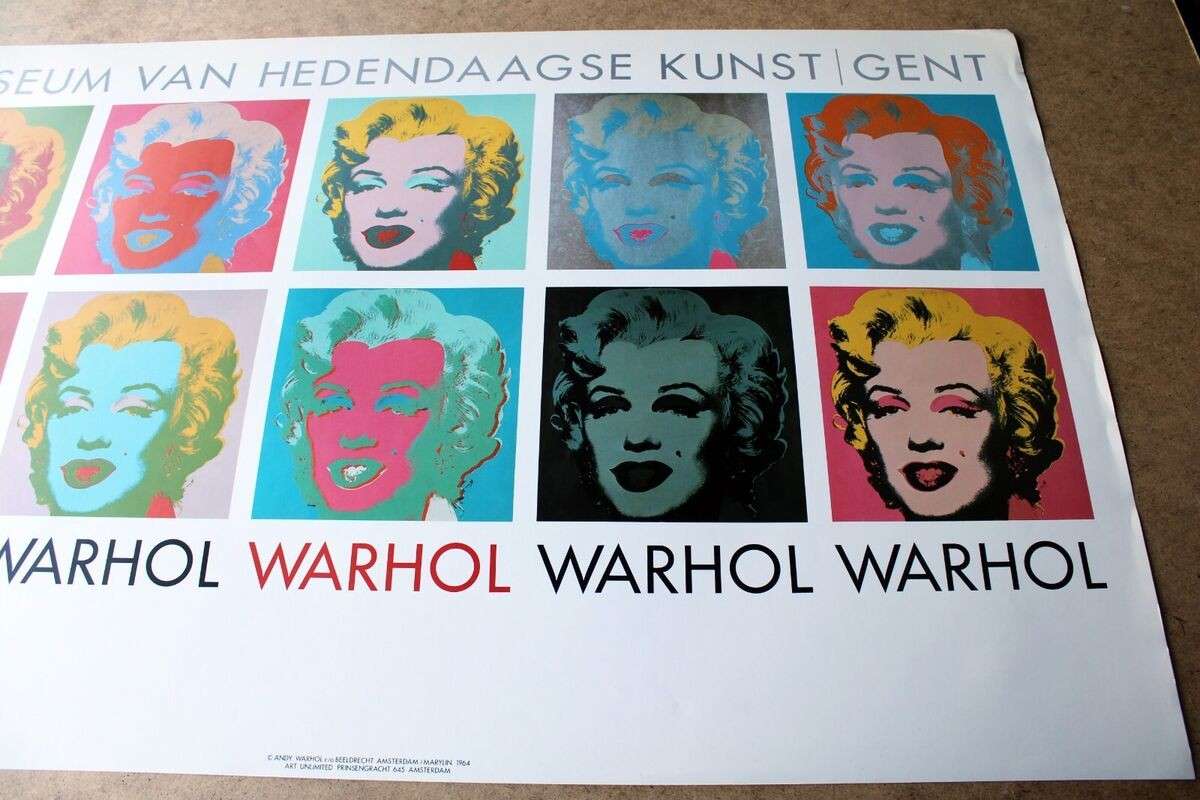 SEUM VAN HEDENDAAGSE KUNST | GENT
WARHOL WARHOL WARHOL WARHOL
© ANDY WARHOL c/o BEELDRECHT AMSTERDAM / MARYLIN. 1964
ART UNLIMITED PRINSENGRACHT 645 AMSTERDAM